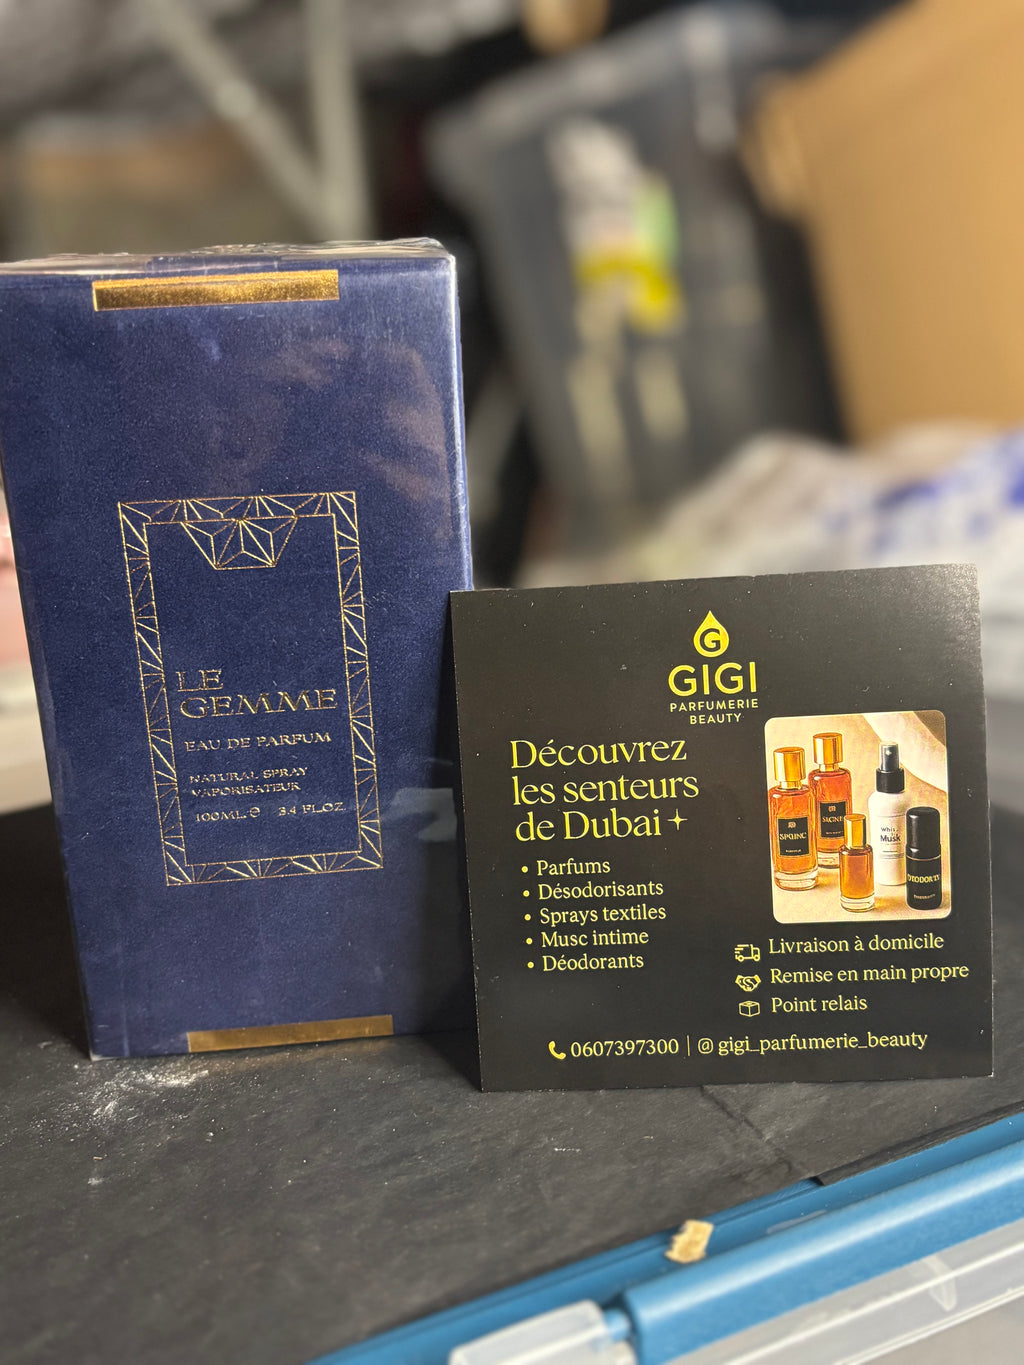 LE
GEMME
EAU DE PARFUM
NATURAL SPRAY
VAPORISATEUR
100ML ℮ 3.4 FL.OZ
G
GIGI
PARFUMERIE
BEAUTY
Découvrez
les senteurs
de Dubai
• Parfums
• Désodorisants
• Sprays textiles
• Musc intime
• Déodorants
Musk
Livraison à domicile
Remise en main propre
Point relais
0607397300 | @ gigi_parfumerie_beauty